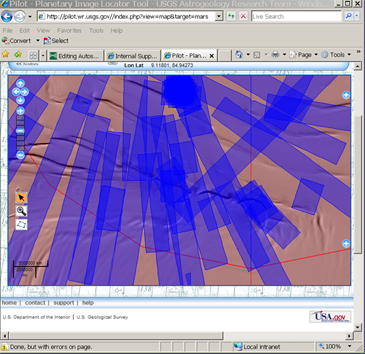 Pilot - Planetary Image Locator Tool - USGS Astrogeology Research Team - Windo
http://pilot.wr.usgs.gov/index.php?view=map&target=mars
Live Search
File Edit View Favorites Tools Help
Convert Select
Editing Autos... Internal Supp... Pilot - Plan... Page Tools
Lon Lat 9.11801, 84.94273
home | contact | support | help
U.S. Department of the Interior | U.S. Geological Survey
USA.gov
Done, but with errors on page. Local intranet 100%